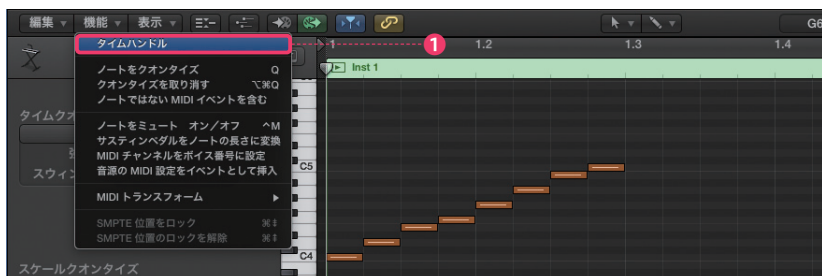 編集 機能 表示 G6
タイムハンドル
1
1 1.2 1.3 1.4
Inst 1
ノートをクオンタイズ Q
クオンタイズを取り消す ⌥⌘Q
ノートではない MIDI イベントを含む
タイムクオ
ノートをミュート オン/オフ ^M
サスティンペダルをノートの長さに変換
MIDI チャンネルをボイス番号に設定
スウィン
音源の MIDI 設定をイベントとして挿入
C5
MIDI トランスフォーム ▶
SMPTE 位置をロック ⌘⇞
SMPTE 位置のロックを解除 ⌘⇟
C4
スケールクオンタイズ